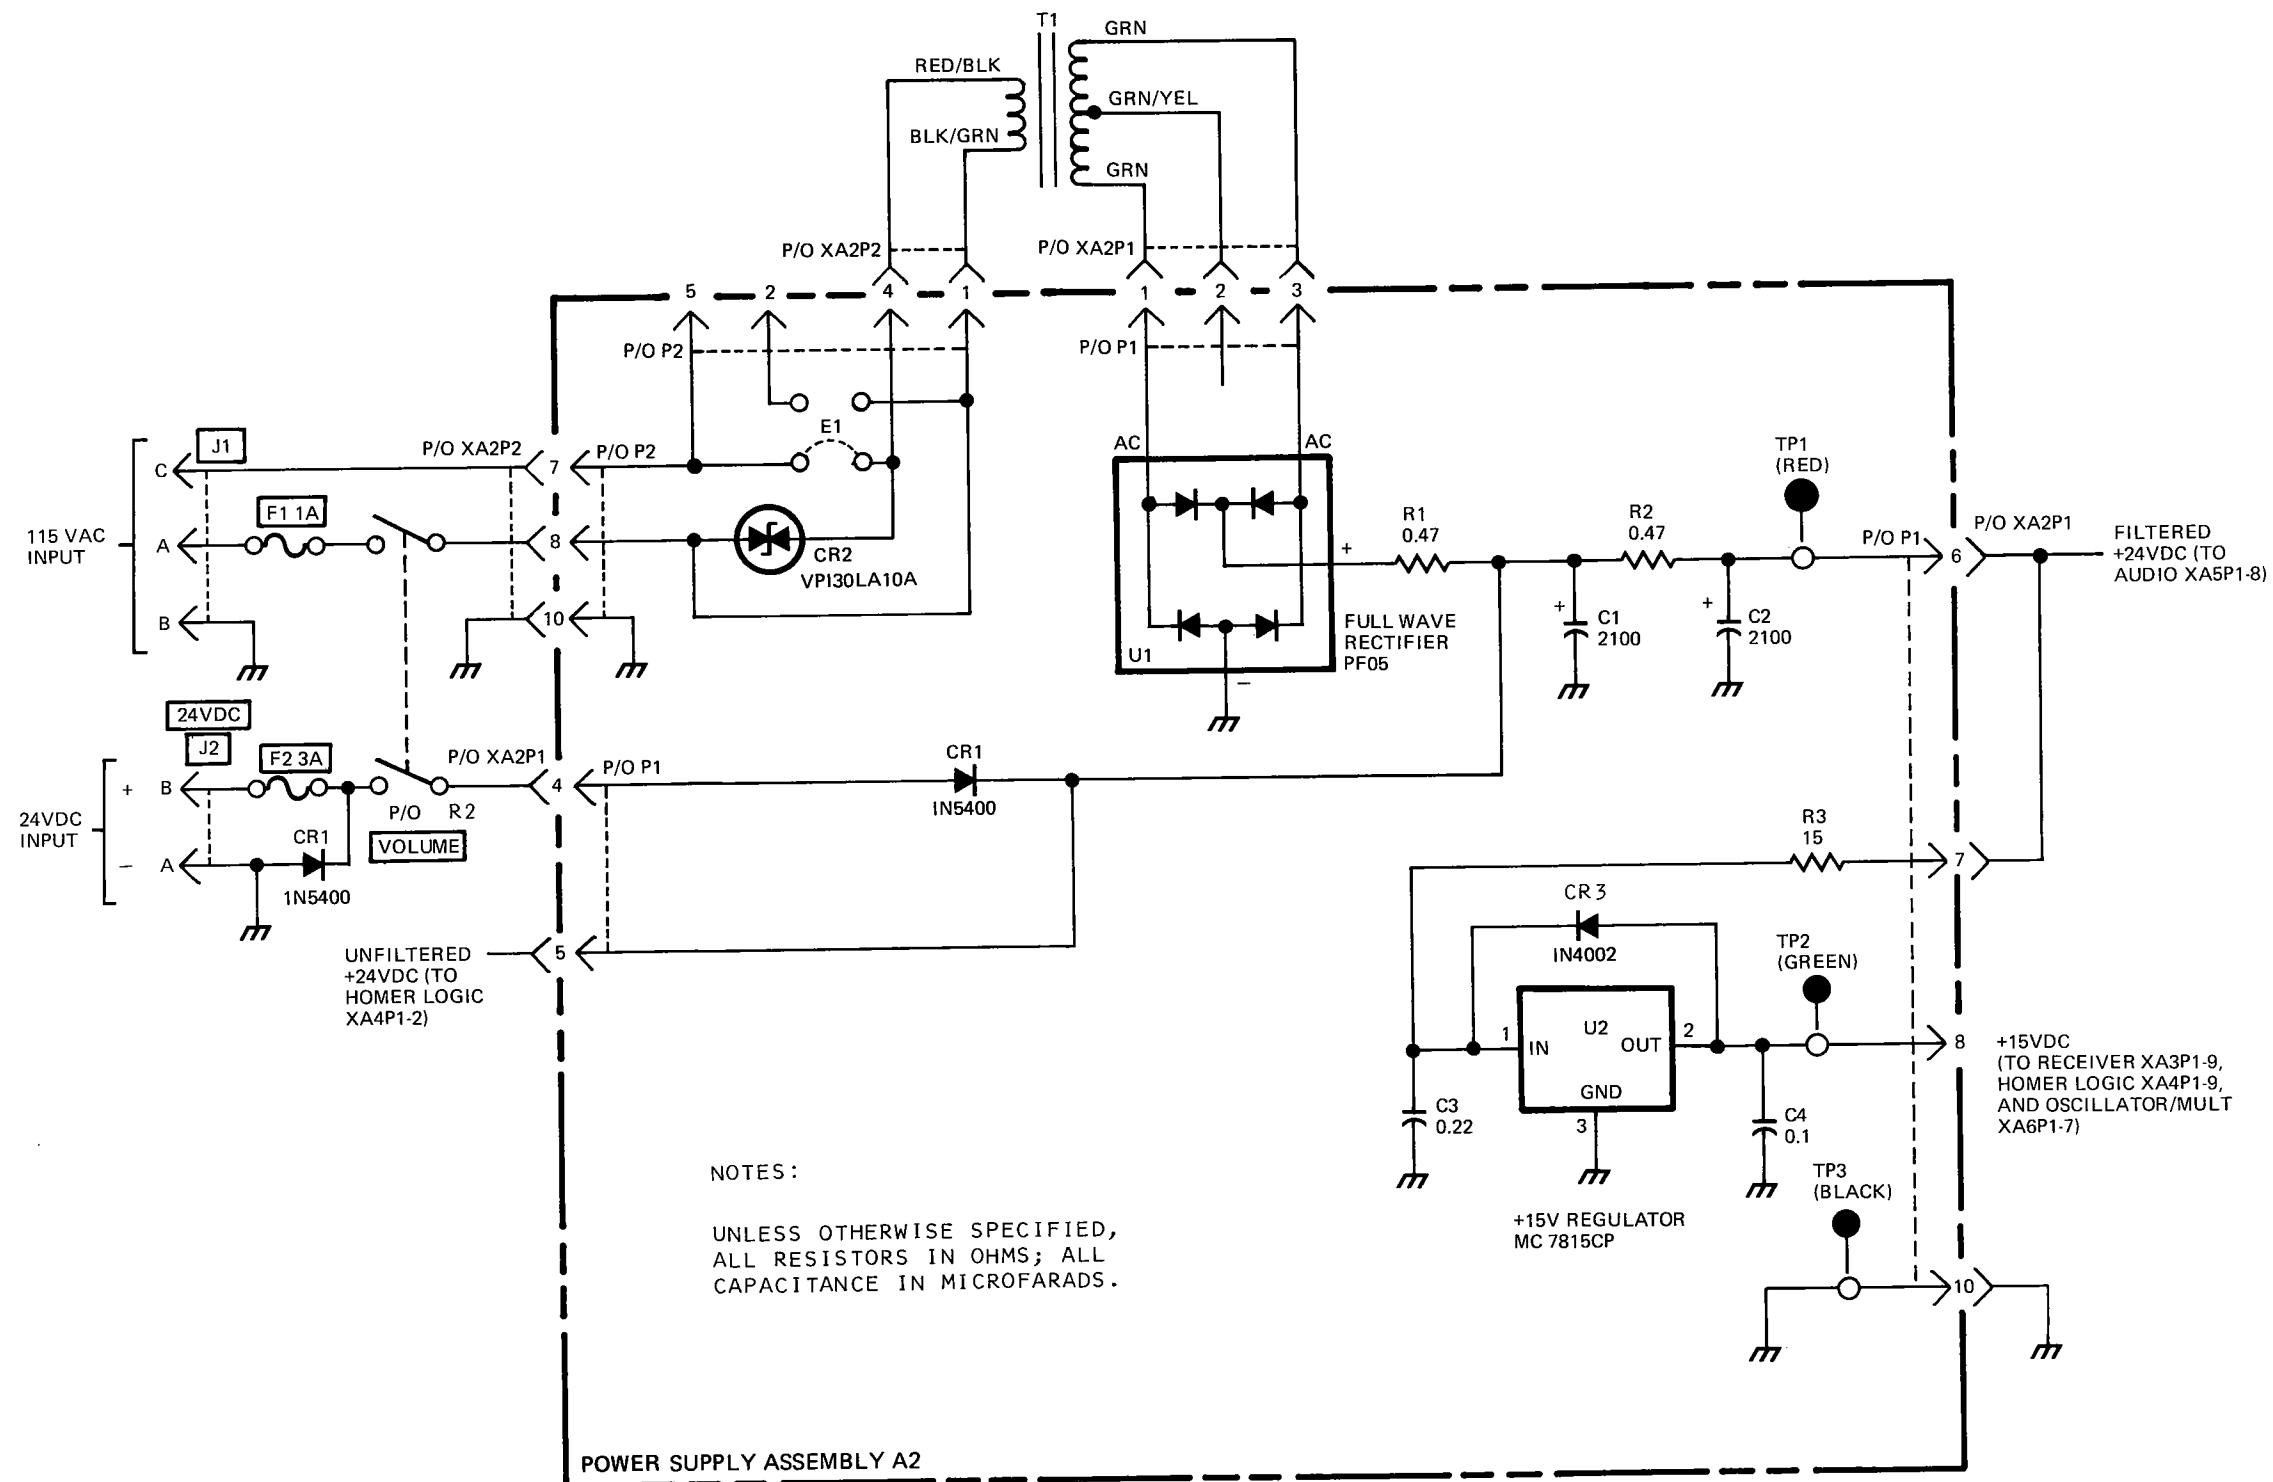 T1
GRN
RED/BLK
GRN/YEL
BLK/GRN
GRN
P/O XA2P2
P/O XA2P1
5
2
4
1
1
2
3
P/O P2
P/O P1
E1
J1
C
P/O XA2P2
7
P/O P2
F1 1A
115 VAC
INPUT
A
8
CR2
VP130LA10A
B
10
AC
AC
+
U1
−
FULL WAVE
RECTIFIER
PF05
R1
0.47
R2
0.47
TP1
(RED)
+
C1
2100
+
C2
2100
P/O P1
6
P/O XA2P1
FILTERED
+24VDC (TO
AUDIO XA5P1-8)
24VDC
J2
F2 3A
P/O XA2P1
+
B
4
P/O P1
24VDC
INPUT
P/O R2
VOLUME
−
A
CR1
1N5400
CR1
IN5400
UNFILTERED
+24VDC (TO
HOMER LOGIC
XA4P1-2)
5
R3
15
7
CR3
IN4002
TP2
(GREEN)
1
IN
U2
OUT
2
GND
3
8
+15VDC
(TO RECEIVER XA3P1-9,
HOMER LOGIC XA4P1-9,
AND OSCILLATOR/MULT
XA6P1-7)
C3
0.22
C4
0.1
TP3
(BLACK)
+15V REGULATOR
MC 7815CP
10
NOTES:
UNLESS OTHERWISE SPECIFIED,
ALL RESISTORS IN OHMS; ALL
CAPACITANCE IN MICROFARADS.
POWER SUPPLY ASSEMBLY A2